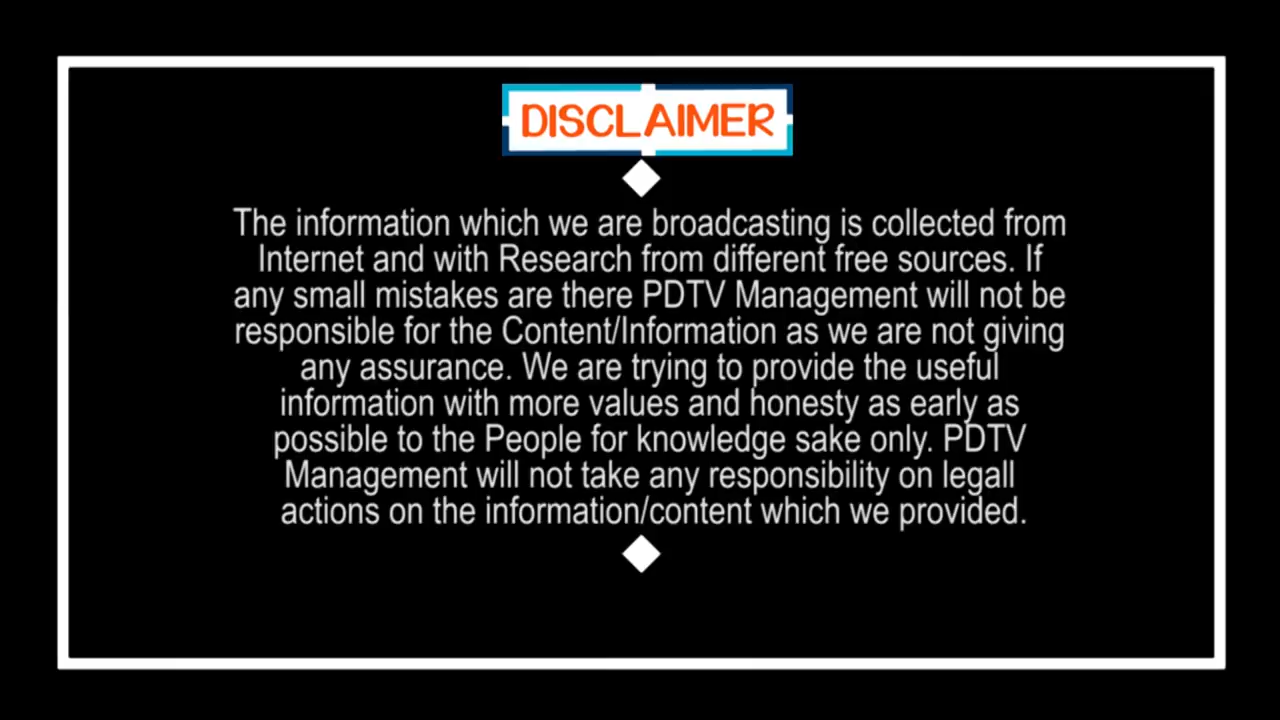 DISCLAIMER
The information which we are broadcasting is collected from
Internet and with Research from different free sources. If
any small mistakes are there PDTV Management will not be
responsible for the Content/Information as we are not giving
any assurance. We are trying to provide the useful
information with more values and honesty as early as
possible to the People for knowledge sake only. PDTV
Management will not take any responsibility on legall
actions on the information/content which we provided.